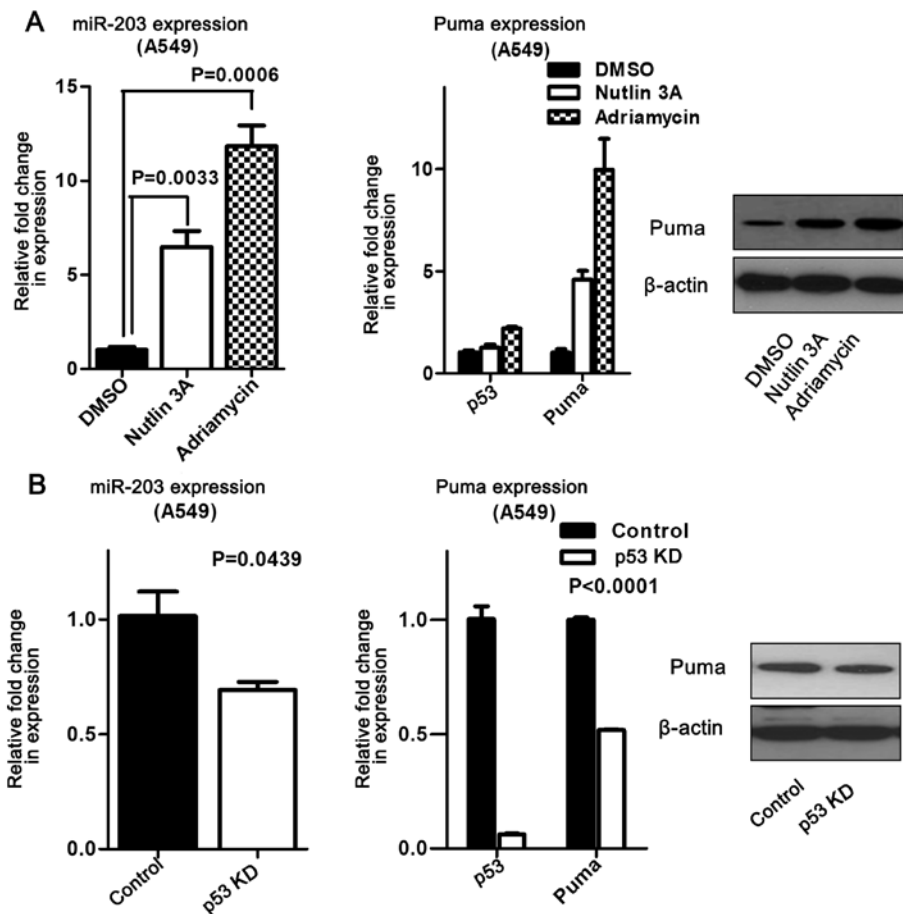 A
miR-203 expression
(A549)
P=0.0006
P=0.0033
Relative fold change
in expression
15
10
5
0
DMSO
Nutlin 3A
Adriamycin
Puma expression
(A549)
DMSO
Nutlin 3A
Adriamycin
Relative fold change
in expression
10
5
0
p53
Puma
Puma
β-actin
DMSO
Nutlin 3A
Adriamycin
B
miR-203 expression
(A549)
P=0.0439
Relative fold change
in expression
1.0
0.5
0.0
Control
p53 KD
Puma expression
(A549)
Control
p53 KD
P<0.0001
Relative fold change
in expression
1.0
0.5
0.0
p53
Puma
Puma
β-actin
Control
p53 KD